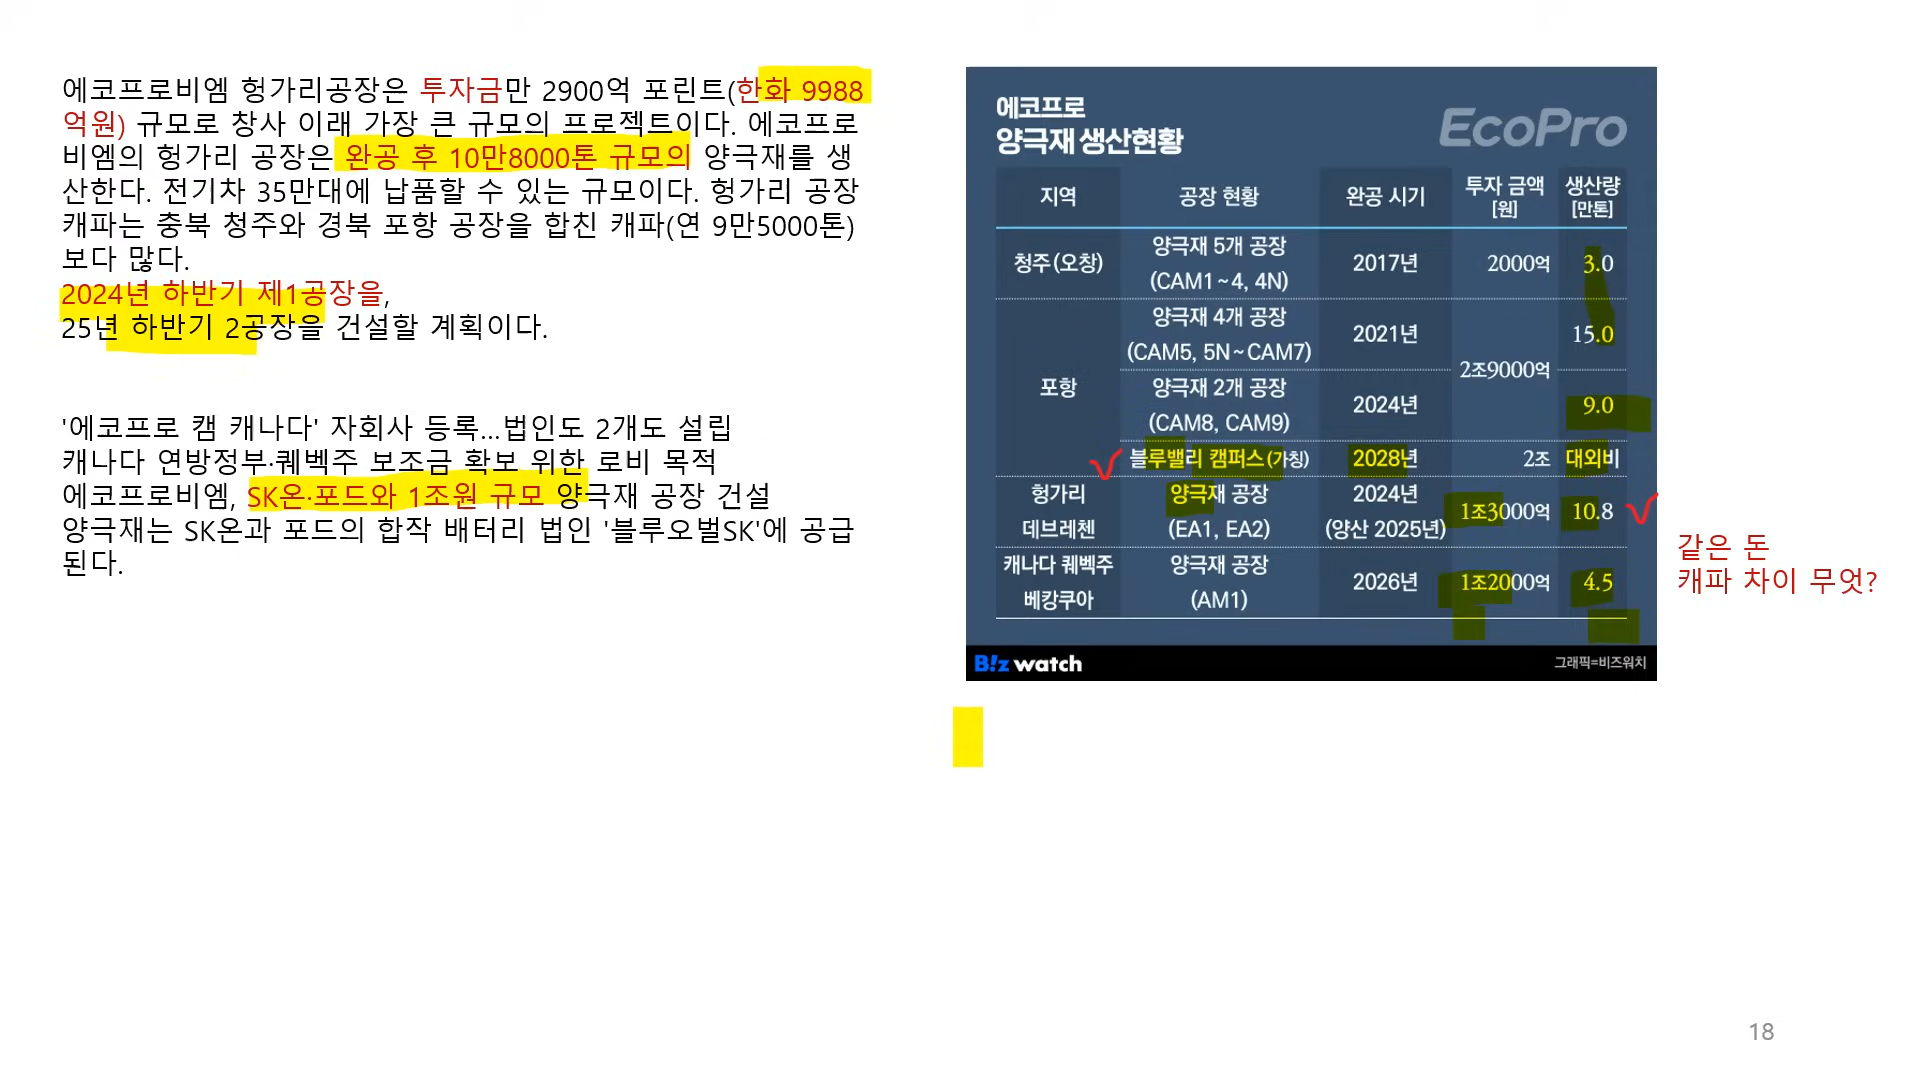 에코프로비엠 헝가리공장은 투자금만 2900억 포린트(한화 9988
억원) 규모로 창사 이래 가장 큰 규모의 프로젝트이다. 에코프로
비엠의 헝가리 공장은 완공 후 10만8000톤 규모의 양극재를 생
산한다. 전기차 35만대에 납품할 수 있는 규모이다. 헝가리 공장
캐파는 충북 청주와 경북 포항 공장을 합친 캐파(연 9만5000톤)
보다 많다.
2024년 하반기 제1공장을,
25년 하반기 2공장을 건설할 계획이다.
'에코프로 캠 캐나다' 자회사 등록...법인도 2개도 설립
캐나다 연방정부·퀘벡주 보조금 확보 위한 로비 목적
에코프로비엠, SK온·포드와 1조원 규모 양극재 공장 건설
양극재는 SK온과 포드의 합작 배터리 법인 '블루오벌SK'에 공급
된다.
에코프로
양극재 생산현황
EcoPro
지역 공장 현황 완공 시기 투자 금액 [원] 생산량 [만톤]
청주(오창) 양극재 5개 공장 (CAM1~4, 4N) 2017년 2000억 3.0
포항 양극재 4개 공장 (CAM5, 5N~CAM7) 2021년 2조9000억 15.0
양극재 2개 공장 (CAM8, CAM9) 2024년 9.0
블루밸리 캠퍼스(가칭) 2028년 2조 대외비
헝가리 데브레첸 양극재 공장 (EA1, EA2) 2024년 (양산 2025년) 1조3000억 10.8
캐나다 퀘벡주 베캉쿠아 양극재 공장 (AM1) 2026년 1조2000억 4.5
B!z watch
그래픽=비즈워치
같은 돈
캐파 차이 무엇?
18